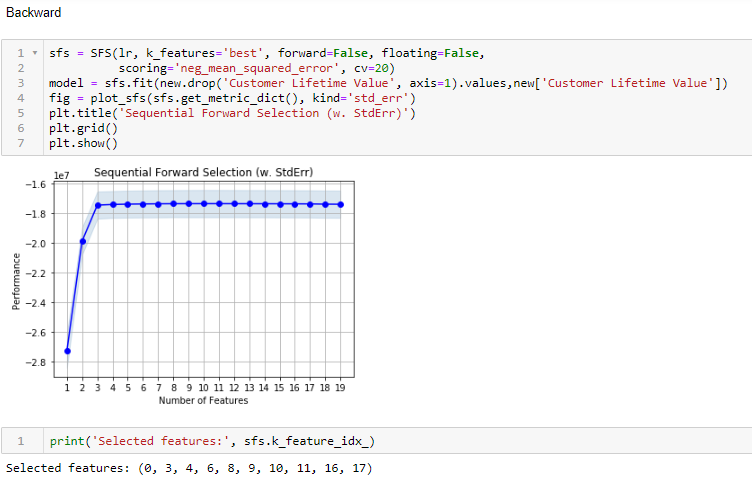 Backward
1 sfs = SFS(lr, k_features='best', forward=False, floating=False,
2 scoring='neg_mean_squared_error', cv=20)
3 model = sfs.fit(new.drop('Customer Lifetime Value', axis=1).values,new['Customer Lifetime Value'])
4 fig = plot_sfs(sfs.get_metric_dict(), kind='std_err')
5 plt.title('Sequential Forward Selection (w. StdErr)')
6 plt.grid()
7 plt.show()
1e7 Sequential Forward Selection (w. StdErr)
−1.6
−1.8
−2.0
−2.2
−2.4
−2.6
−2.8
Performance
1 2 3 4 5 6 7 8 9 10 11 12 13 14 15 16 17 18 19
Number of Features
1 print('Selected features:', sfs.k_feature_idx_)
Selected features: (0, 3, 4, 6, 8, 9, 10, 11, 16, 17)